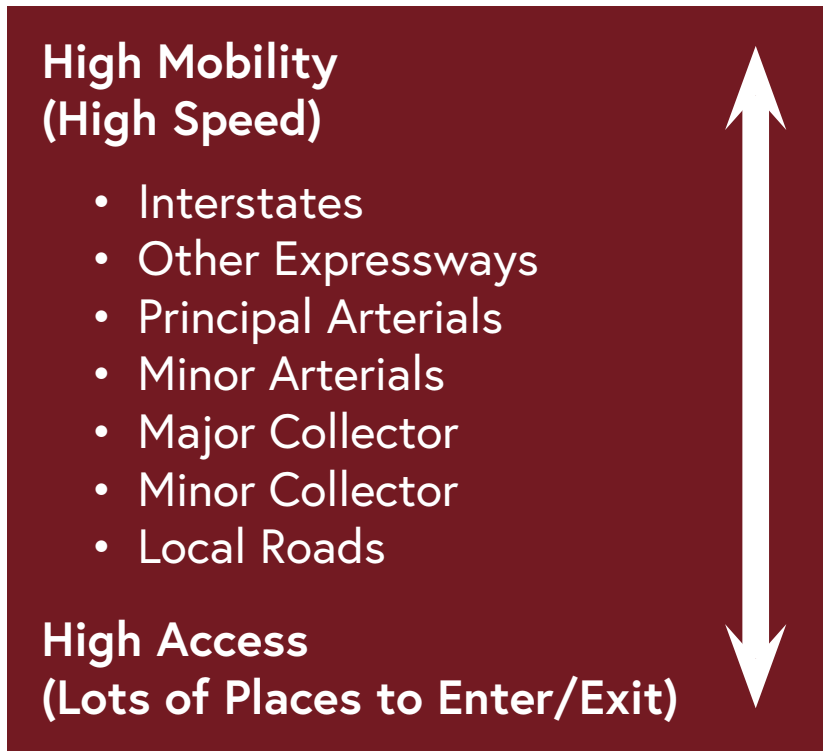 High Mobility
(High Speed)
• Interstates
• Other Expressways
• Principal Arterials
• Minor Arterials
• Major Collector
• Minor Collector
• Local Roads
High Access
(Lots of Places to Enter/Exit)